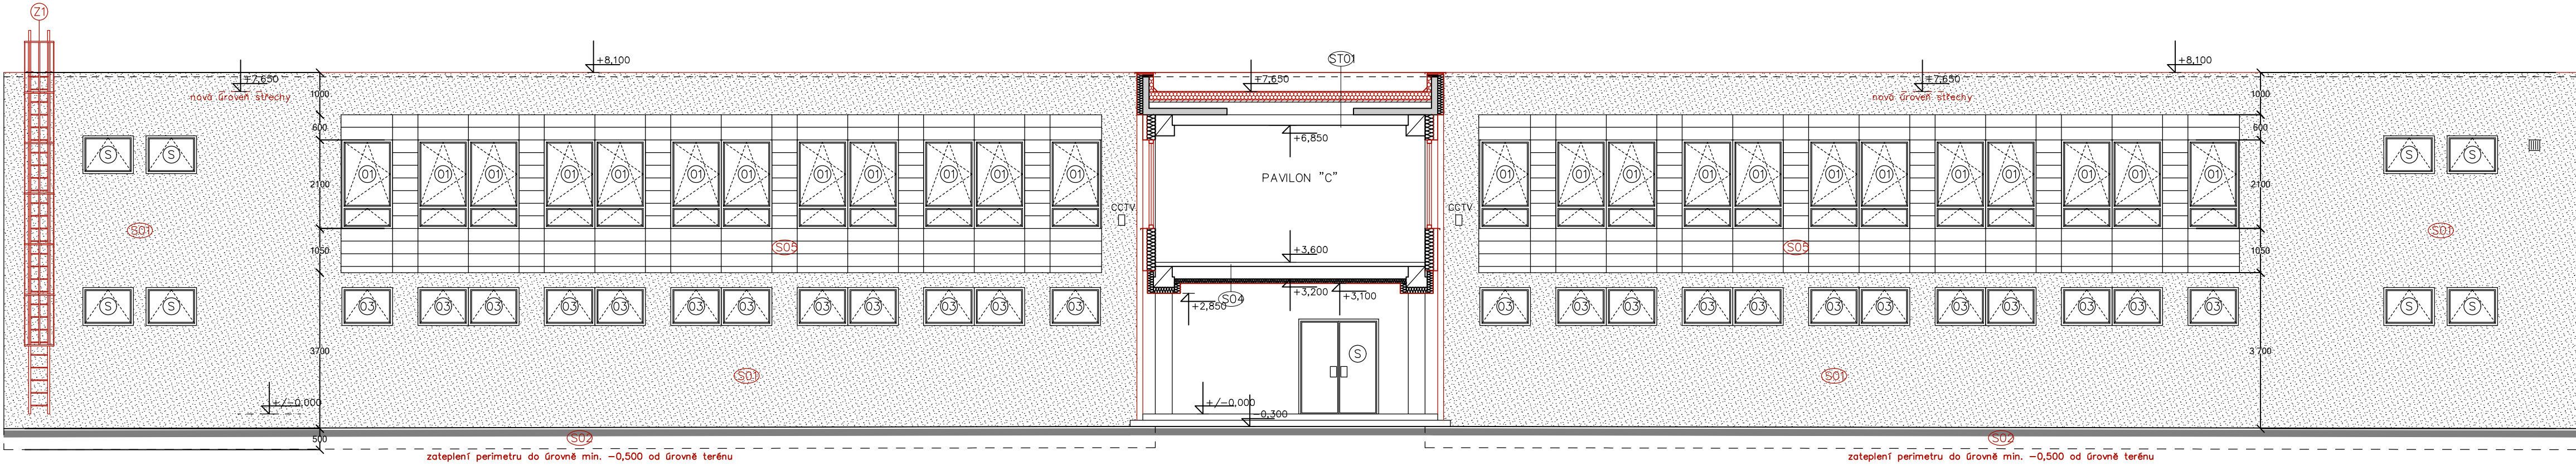 Z1
+8,100
ST01
+8,100
+7,650
+7,650
+7,650
nová úroveň střechy
nová úroveň střechy
1000
1000
600
600
+6,850
S S
S S
01 01 01 01 01 01 01 01 01 01 01
01 01 01 01 01 01 01 01 01 01 01
PAVILON "C"
2100
2100
CCTV
CCTV
S01
S01
S05
S05
1050
1050
+3,600
+3,200
+3,100
S04
+2,850
S S
S S
03 03 03 03 03 03 03 03 03 03 03
03 03 03 03 03 03 03 03 03 03 03
S
3700
3 700
S01
S01
+/-0,000
+/-0,000
-0,300
500
S02
S02
zateplení perimetru do úrovně min. -0,500 od úrovně terénu
zateplení perimetru do úrovně min. -0,500 od úrovně terénu